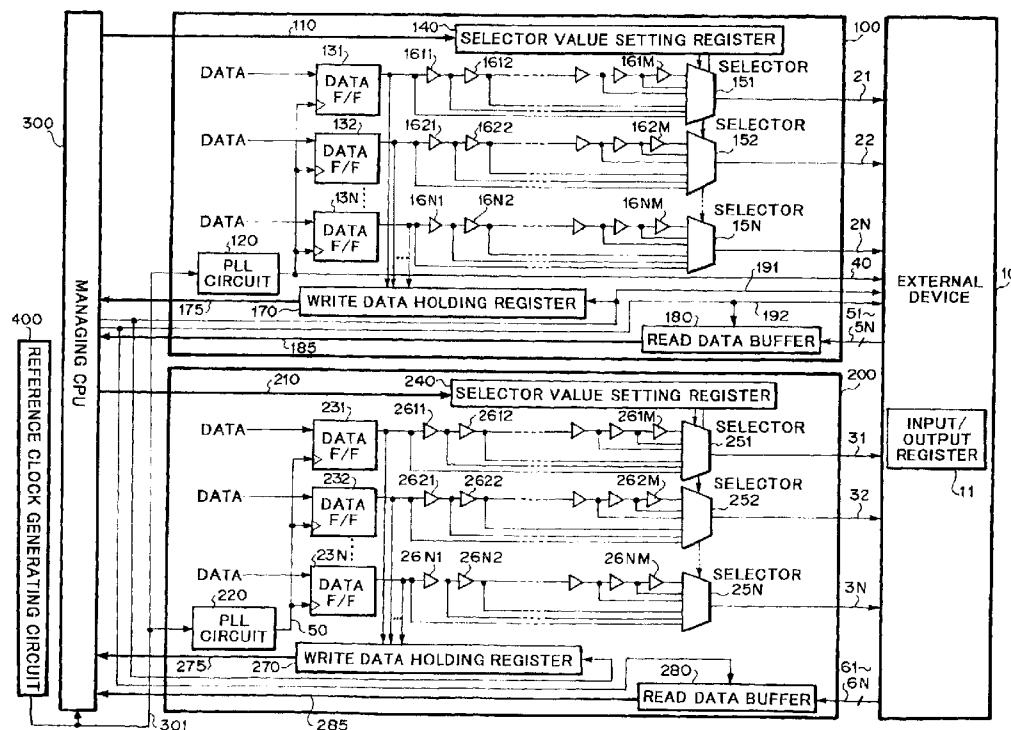 110
140
SELECTOR VALUE SETTING REGISTER
100
DATA
131
DATA
F/F
1611
1612
161M
SELECTOR
151
21
300
DATA
132
DATA
F/F
1621
1622
162M
SELECTOR
152
22
DATA
13N
DATA
F/F
16N1
16N2
16NM
SELECTOR
15N
2N
120
PLL
CIRCUIT
191
40
EXTERNAL
DEVICE
10
175
170
WRITE DATA HOLDING REGISTER
192
51~
5N
180
READ DATA BUFFER
185
MANAGING CPU
400
REFERENCE CLOCK GENERATING CIRCUIT
210
240
SELECTOR VALUE SETTING REGISTER
200
DATA
231
DATA
F/F
2611
2612
261M
SELECTOR
251
31
INPUT/
OUTPUT
REGISTER
11
DATA
232
DATA
F/F
2621
2622
262M
SELECTOR
252
32
DATA
23N
DATA
F/F
26N1
26N2
26NM
SELECTOR
25N
3N
220
PLL
CIRCUIT
50
275
270
WRITE DATA HOLDING REGISTER
280
READ DATA BUFFER
61~
6N
301
285